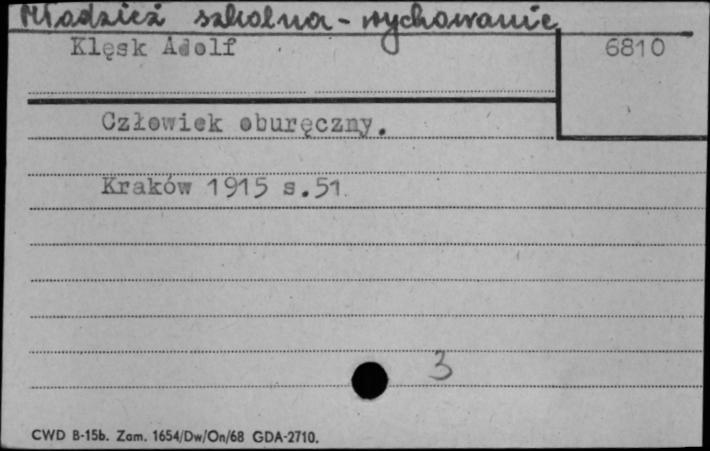 Młodzież szkolna - wychowanie
Klęsk Adolf
6810
Człowiek oburęczny.
Kraków 1915 s.51
3
CWD B-15b. Zam. 1654/Dw/On/68 GDA-2710.